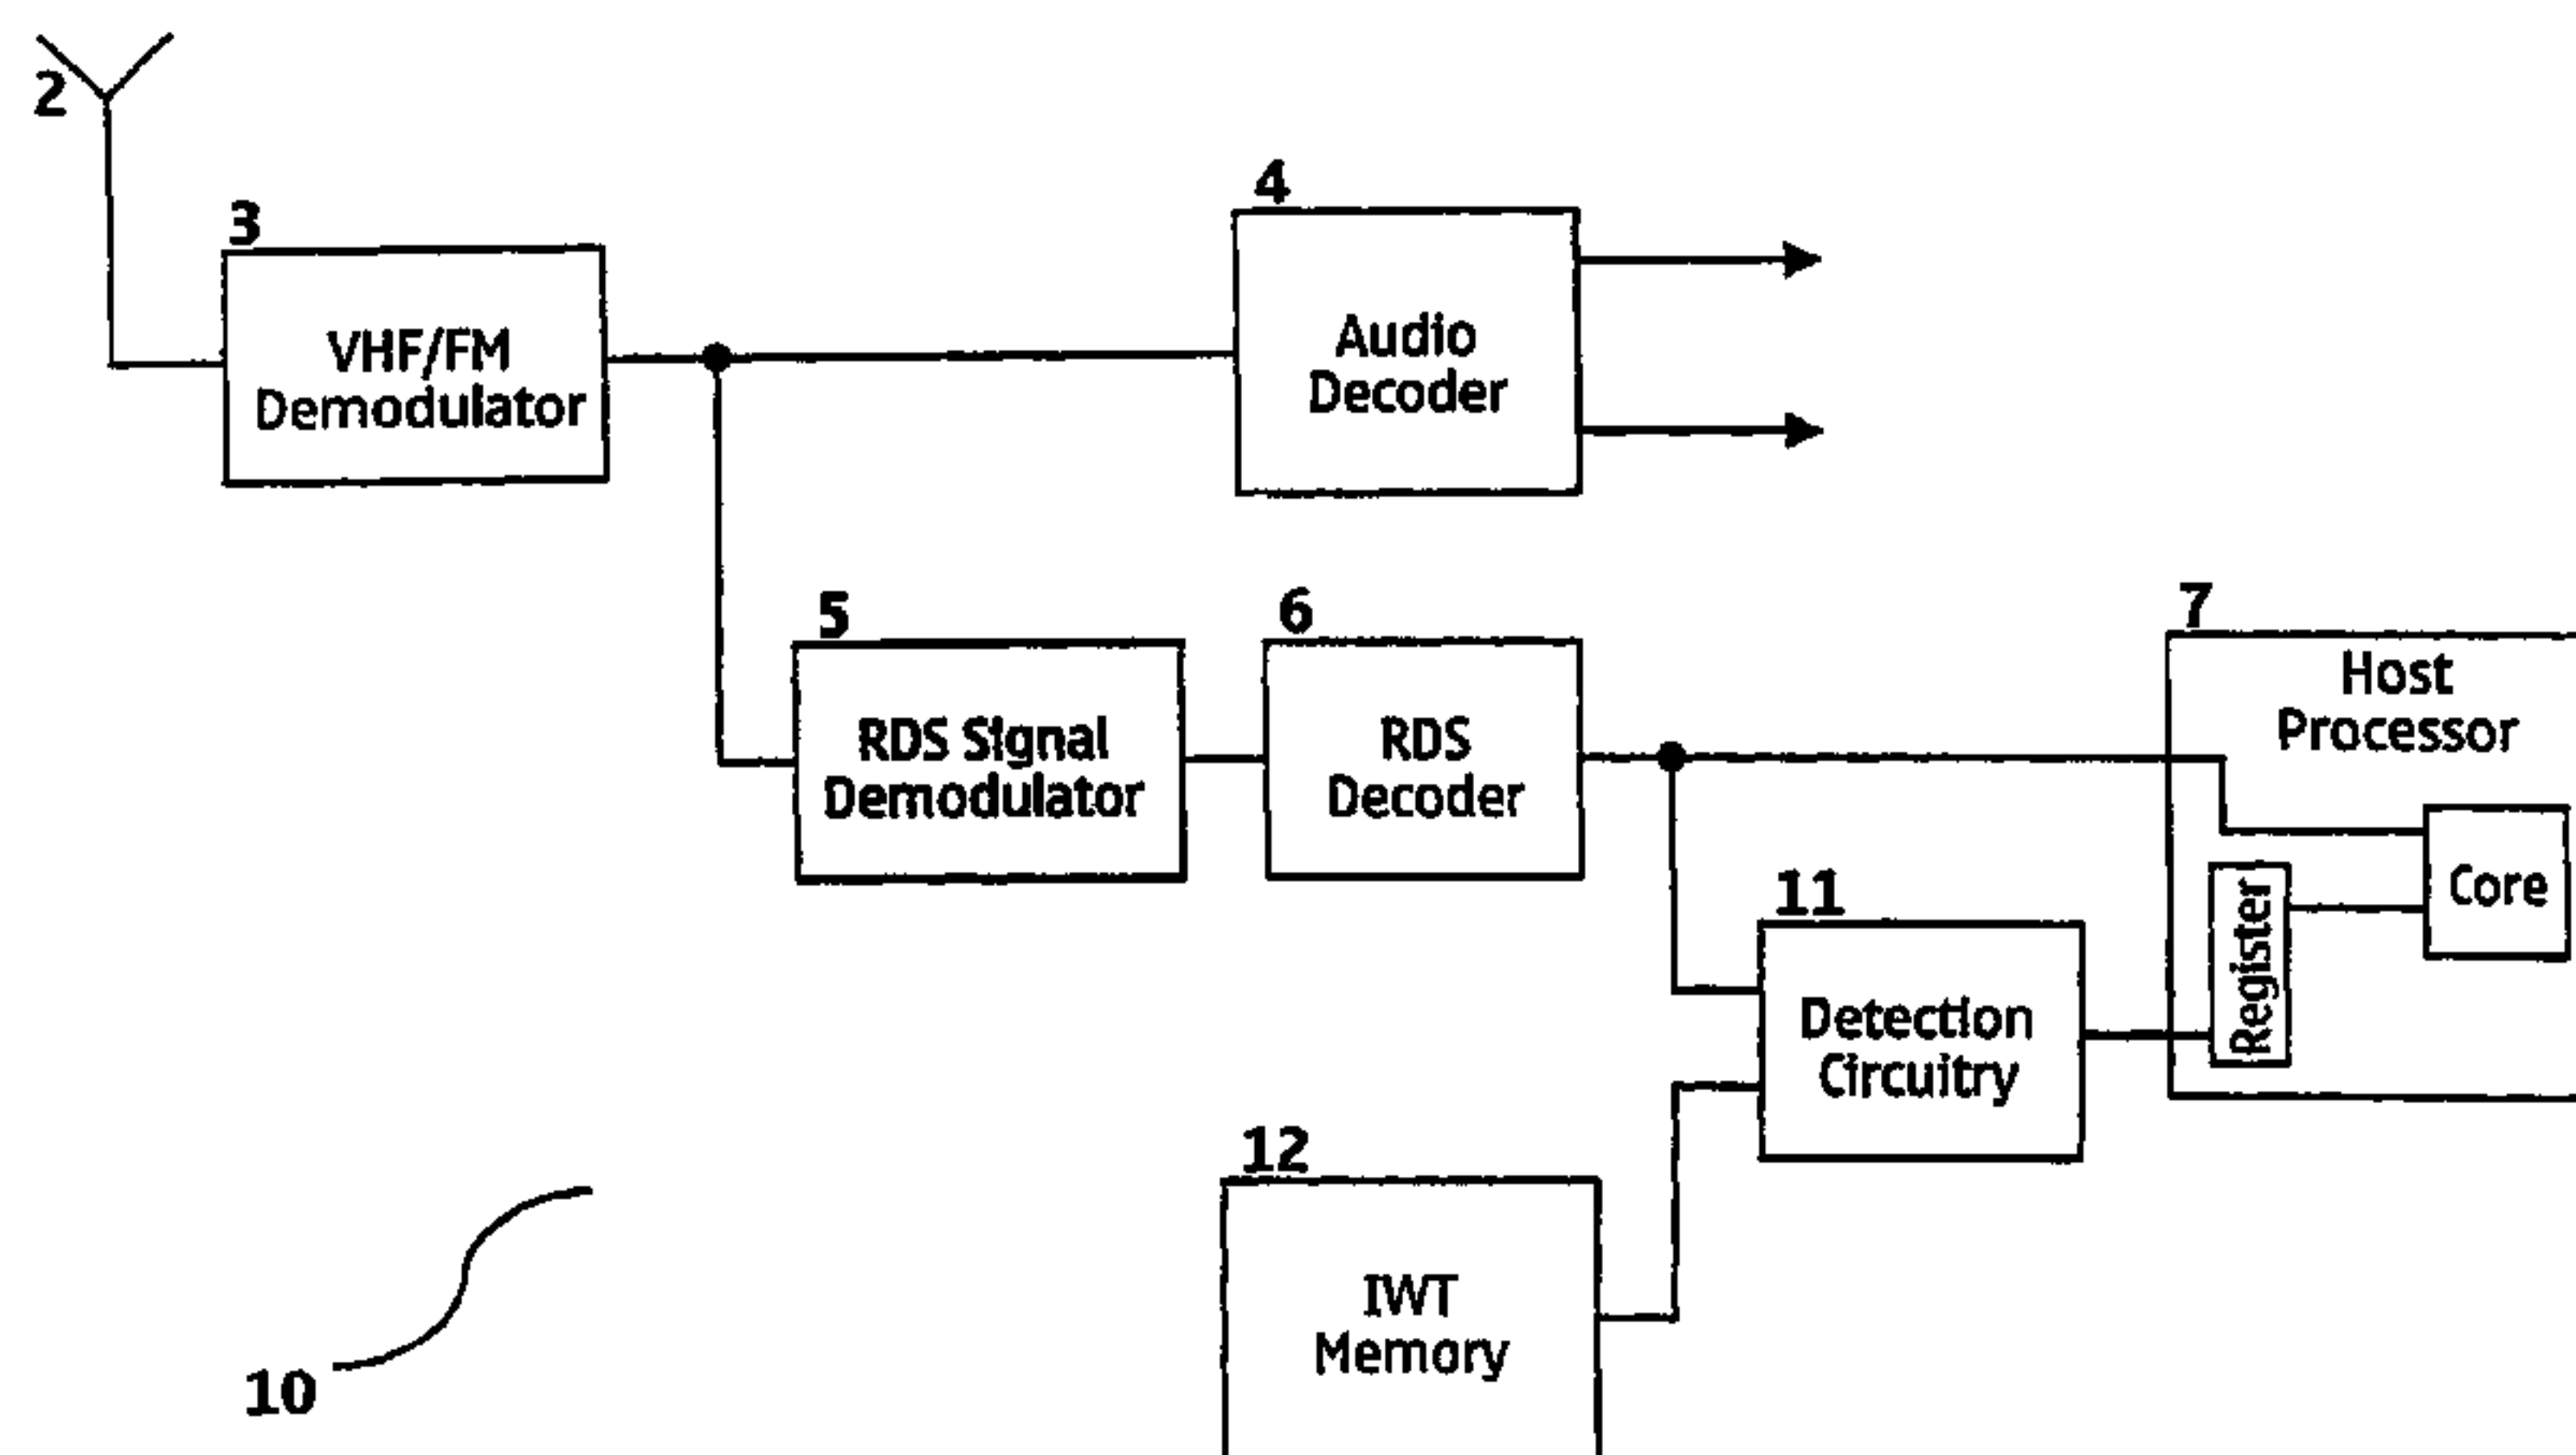 2
3
VHF/FM
Demodulator
4
Audio
Decoder
5
RDS Signal
Demodulator
6
RDS
Decoder
7
Host
Processor
Core
Register
11
Detection
Circuitry
12
IWT
Memory
10